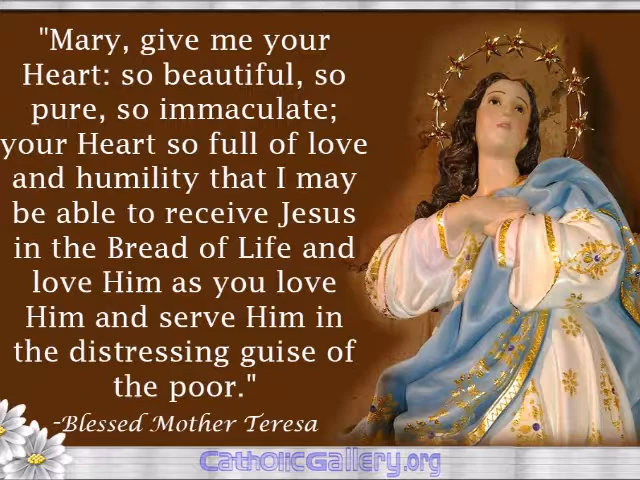 "Mary, give me your
Heart: so beautiful, so
pure, so immaculate;
your Heart so full of love
and humility that I may
be able to receive Jesus
in the Bread of Life and
love Him as you love
Him and serve Him in
the distressing guise of
the poor."
-Blessed Mother Teresa
CatholicGallery.org